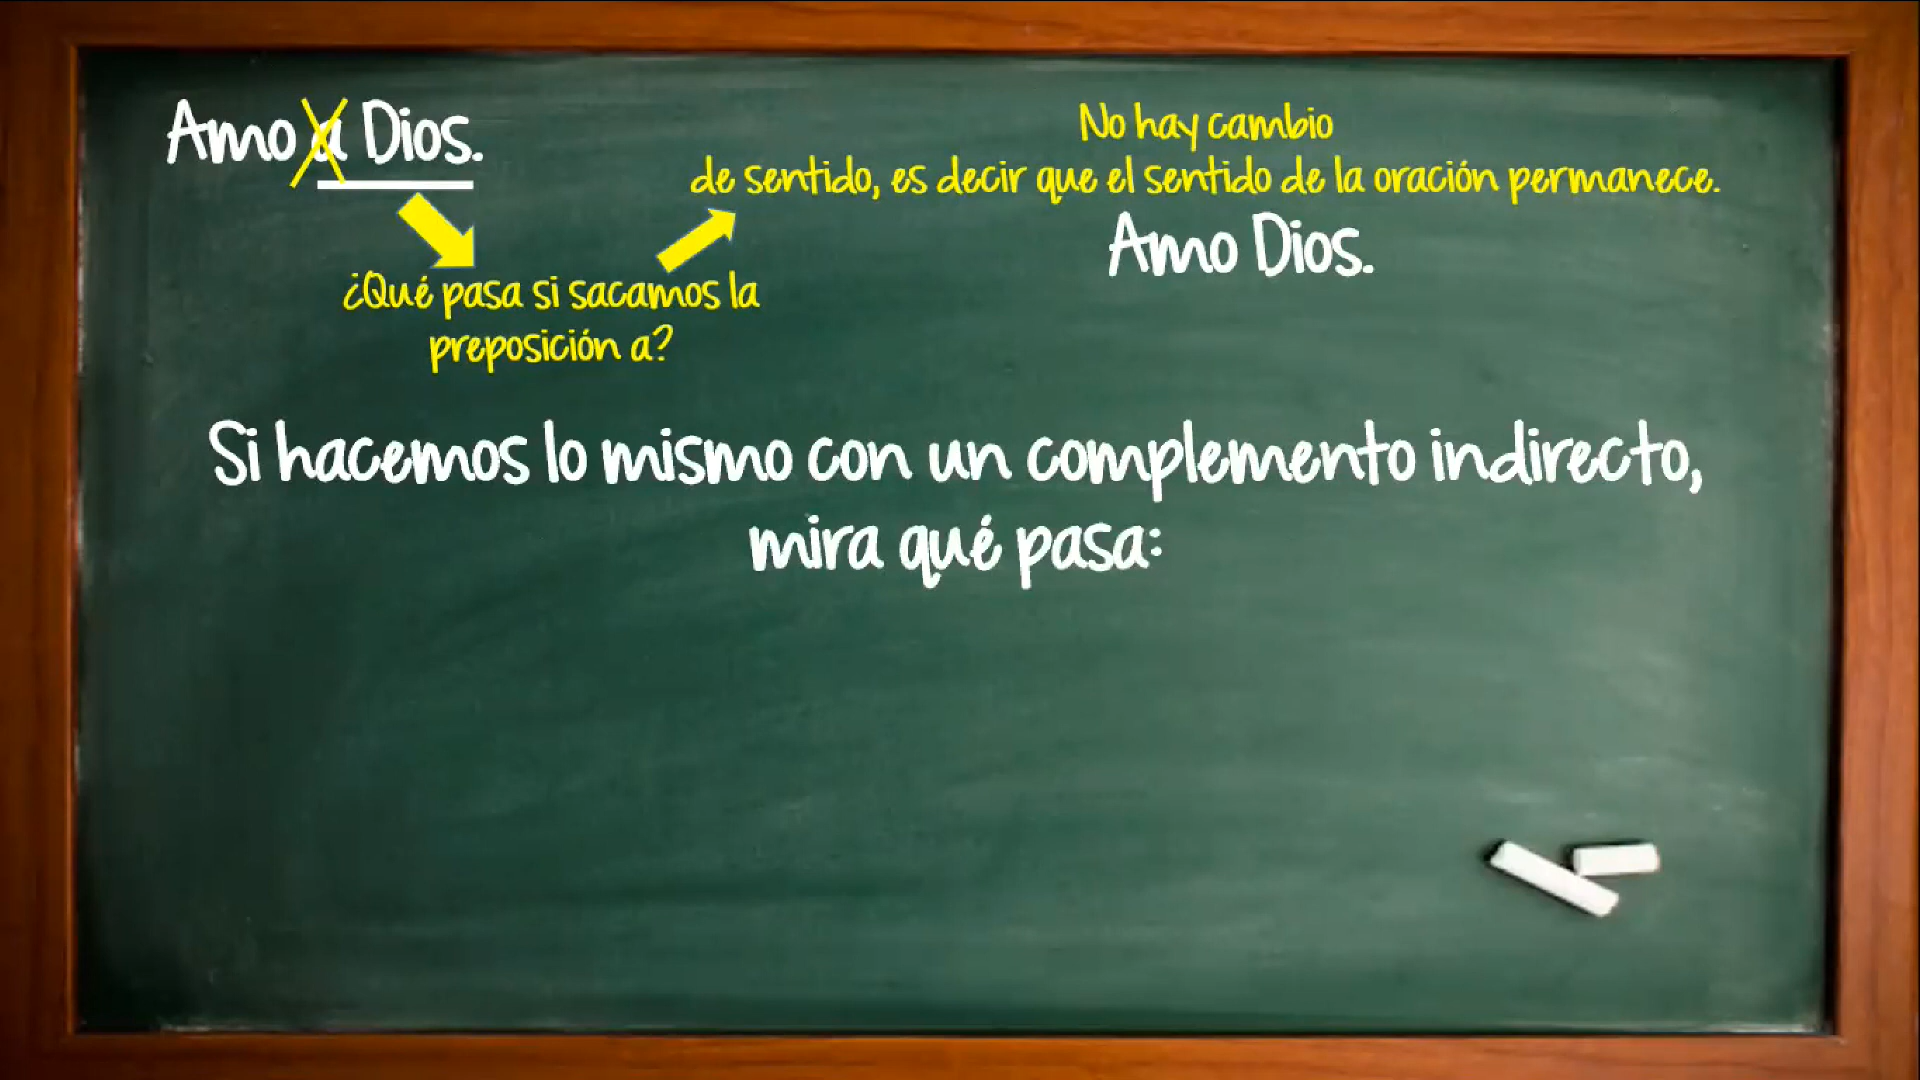 Amo a Dios.
No hay cambio
de sentido, es decir que el sentido de la oración permanece.
Amo Dios.
¿Qué pasa si sacamos la
preposición a?
Si hacemos lo mismo con un complemento indirecto,
mira qué pasa: